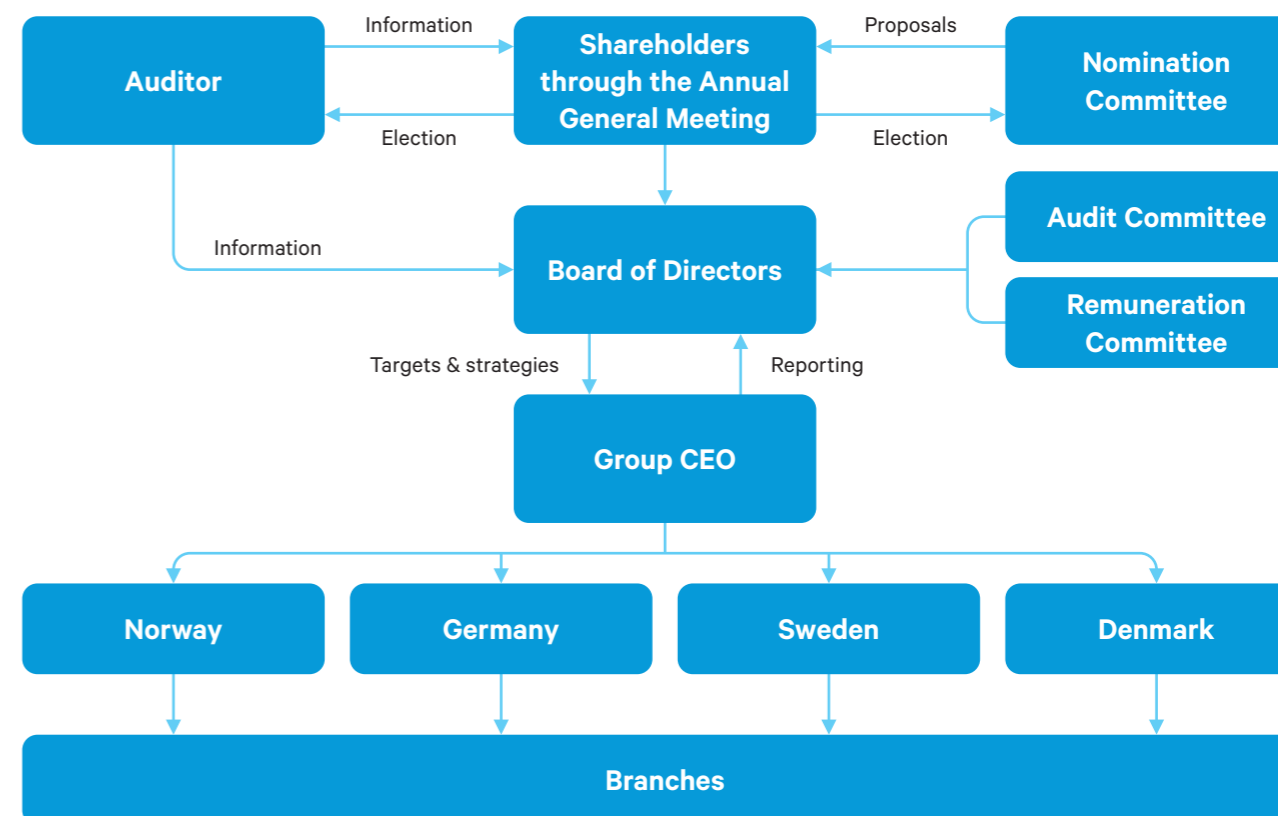 Information
Proposals
Auditor
Shareholders
through the Annual
General Meeting
Nomination
Committee
Election
Election
Audit Committee
Information
Board of Directors
Remuneration
Committee
Targets & strategies
Reporting
Group CEO
Norway
Germany
Sweden
Denmark
Branches